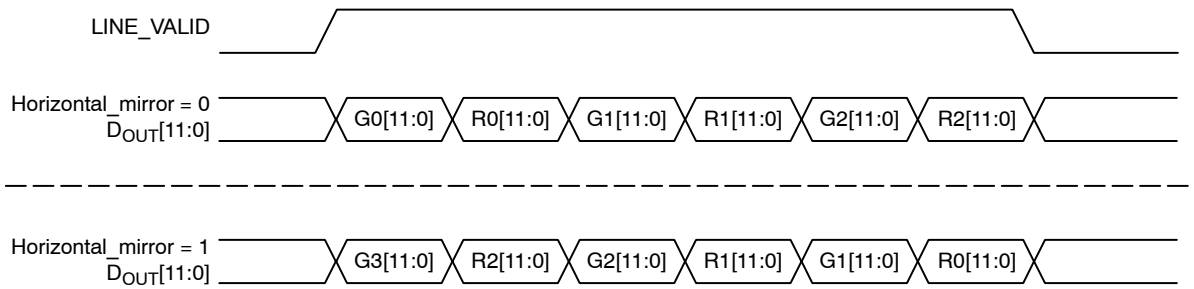 LINE_VALID
Horizontal_mirror = 0
DOUT[11:0]
G0[11:0] R0[11:0] G1[11:0] R1[11:0] G2[11:0] R2[11:0]
Horizontal_mirror = 1
DOUT[11:0]
G3[11:0] R2[11:0] G2[11:0] R1[11:0] G1[11:0] R0[11:0]